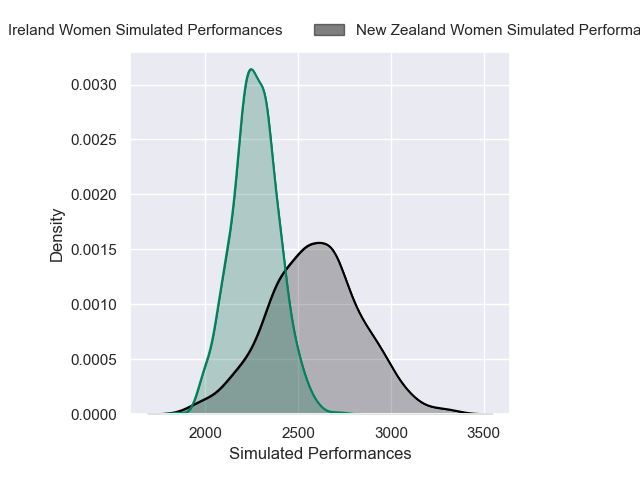 Ireland Women Simulated Performances
New Zealand Women Simulated Performa
0.0030
0.0025
0.0020
0.0015
0.0010
0.0005
0.0000
Density
2000 2500 3000 3500
Simulated Performances